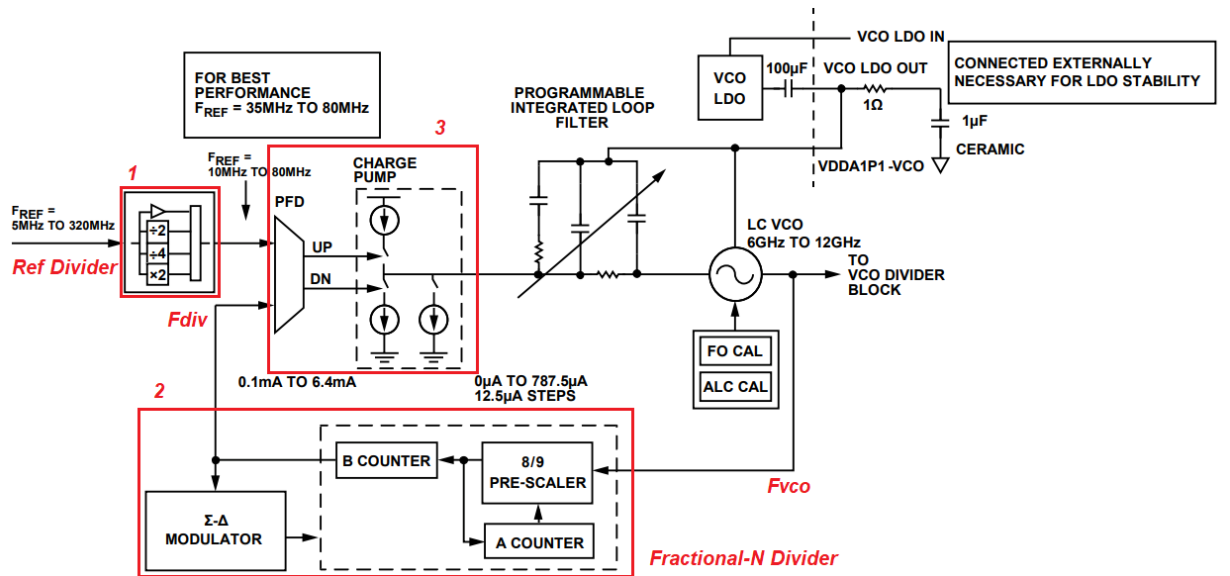 VCO LDO IN
FOR BEST
PERFORMANCE
FREF = 35MHz TO 80MHz
VCO
LDO
100µF
VCO LDO OUT
CONNECTED EXTERNALLY
NECESSARY FOR LDO STABILITY
1Ω
1µF
CERAMIC
VDDA1P1-VCO
PROGRAMMABLE
INTEGRATED LOOP
FILTER
3
1
FREF =
10MHz TO 80MHz
CHARGE
PUMP
PFD
FREF =
5MHz TO 320MHz
÷2
÷4
×2
Ref Divider
UP
DN
Fdiv
LC VCO
6GHz TO 12GHz
TO
VCO DIVIDER
BLOCK
FO CAL
ALC CAL
0.1mA TO 6.4mA
0µA TO 787.5µA
12.5µA STEPS
2
B COUNTER
8/9
PRE-SCALER
Fvco
Σ-Δ
MODULATOR
A COUNTER
Fractional-N Divider